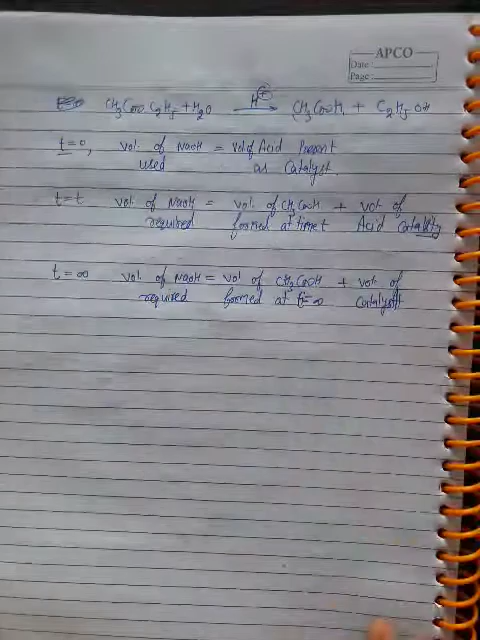 APCO
Date
Page
CH3COOC2H5 + H2O H⊕→ CH3COOH + C2H5OH
t=0, vol. of NaOH = vol of Acid Present
used as Catalyst.
t=t vol. of NaOH = vol. of CH3COOH + vol. of
required formed at time t Acid Catalyst
t=∞ vol. of NaOH = vol of CH3COOH + vol. of
required formed at t=∞ Catalyst